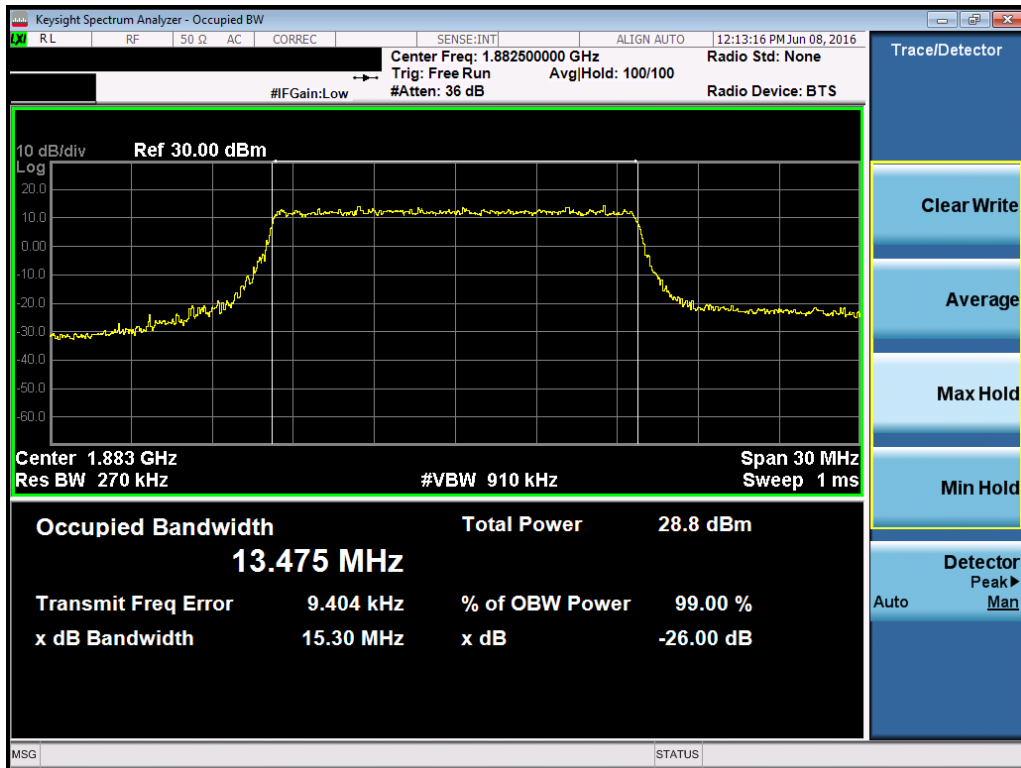 Keysight Spectrum Analyzer - Occupied BW
LXI RL RF 50 Ω AC CORREC SENSE:INT ALIGN AUTO 12:13:16 PM Jun 08, 2016
Center Freq: 1.882500000 GHz Radio Std: None
Trig: Free Run Avg|Hold: 100/100
#IFGain:Low #Atten: 36 dB Radio Device: BTS
10 dB/div Ref 30.00 dBm
Log
20.0
10.0
0.00
-10.0
-20.0
-30.0
-40.0
-50.0
-60.0
Center 1.883 GHz Span 30 MHz
Res BW 270 kHz #VBW 910 kHz Sweep 1 ms
Occupied Bandwidth Total Power 28.8 dBm
13.475 MHz
Transmit Freq Error 9.404 kHz % of OBW Power 99.00 %
x dB Bandwidth 15.30 MHz x dB -26.00 dB
MSG STATUS
Trace/Detector
Clear Write
Average
Max Hold
Min Hold
Detector
Peak▶
Auto Man